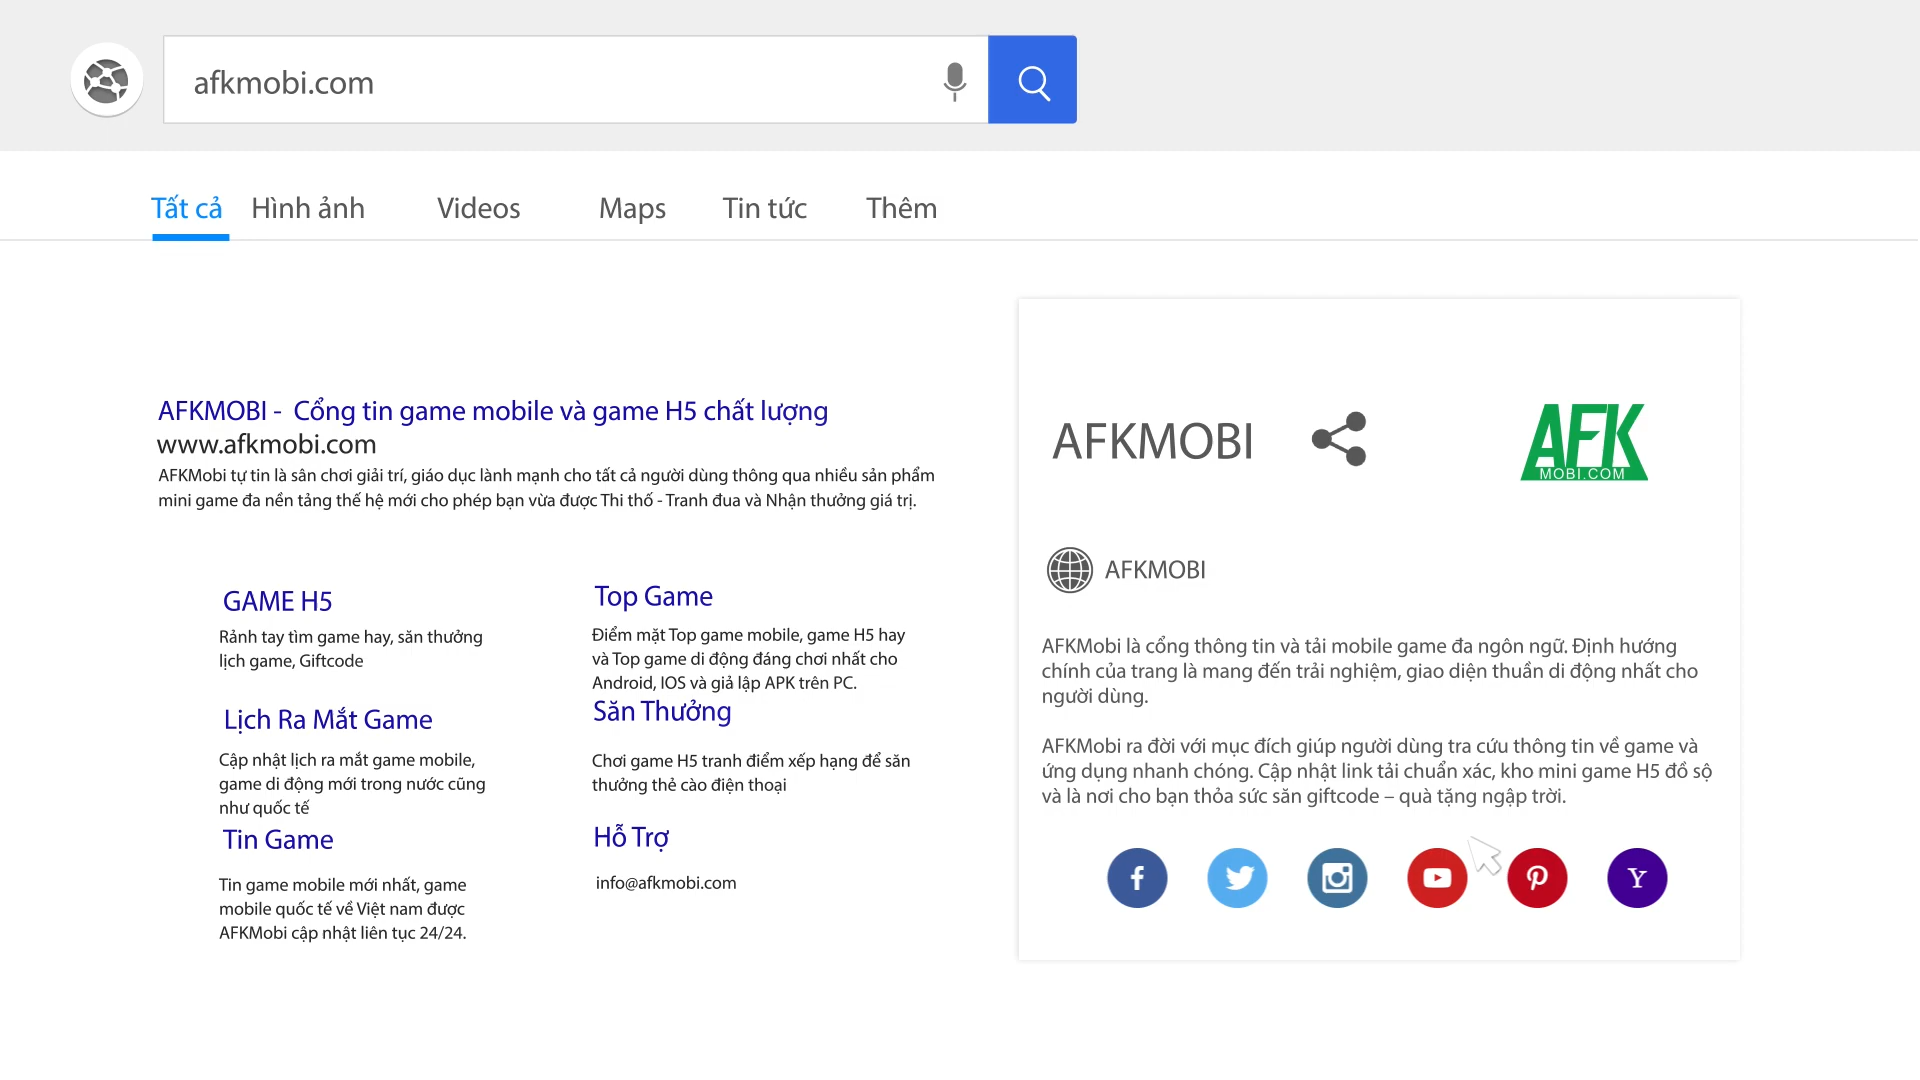 afkmobi.com
Tất cả Hình ảnh Videos Maps Tin tức Thêm
AFKMOBI - Cổng tin game mobile và game H5 chất lượng
www.afkmobi.com
AFKMobi tự tin là sân chơi giải trí, giáo dục lành mạnh cho tất cả người dùng thông qua nhiều sản phẩm
mini game đa nền tảng thế hệ mới cho phép bạn vừa được Thi thố - Tranh đua và Nhận thưởng giá trị.
GAME H5
Rảnh tay tìm game hay, săn thưởng
lịch game, Giftcode
Lịch Ra Mắt Game
Cập nhật lịch ra mắt game mobile,
game di động mới trong nước cũng
như quốc tế
Tin Game
Tin game mobile mới nhất, game
mobile quốc tế về Việt nam được
AFKMobi cập nhật liên tục 24/24.
Top Game
Điểm mặt Top game mobile, game H5 hay
và Top game di động đáng chơi nhất cho
Android, IOS và giả lập APK trên PC.
Săn Thưởng
Chơi game H5 tranh điểm xếp hạng để săn
thưởng thẻ cào điện thoại
Hỗ Trợ
info@afkmobi.com
AFKMOBI
AFK
MOBI.COM
AFKMOBI
AFKMobi là cổng thông tin và tải mobile game đa ngôn ngữ. Định hướng
chính của trang là mang đến trải nghiệm, giao diện thuần di động nhất cho
người dùng.
AFKMobi ra đời với mục đích giúp người dùng tra cứu thông tin về game và
ứng dụng nhanh chóng. Cập nhật link tải chuẩn xác, kho mini game H5 đồ sộ
và là nơi cho bạn thỏa sức săn giftcode – quà tặng ngập trời.